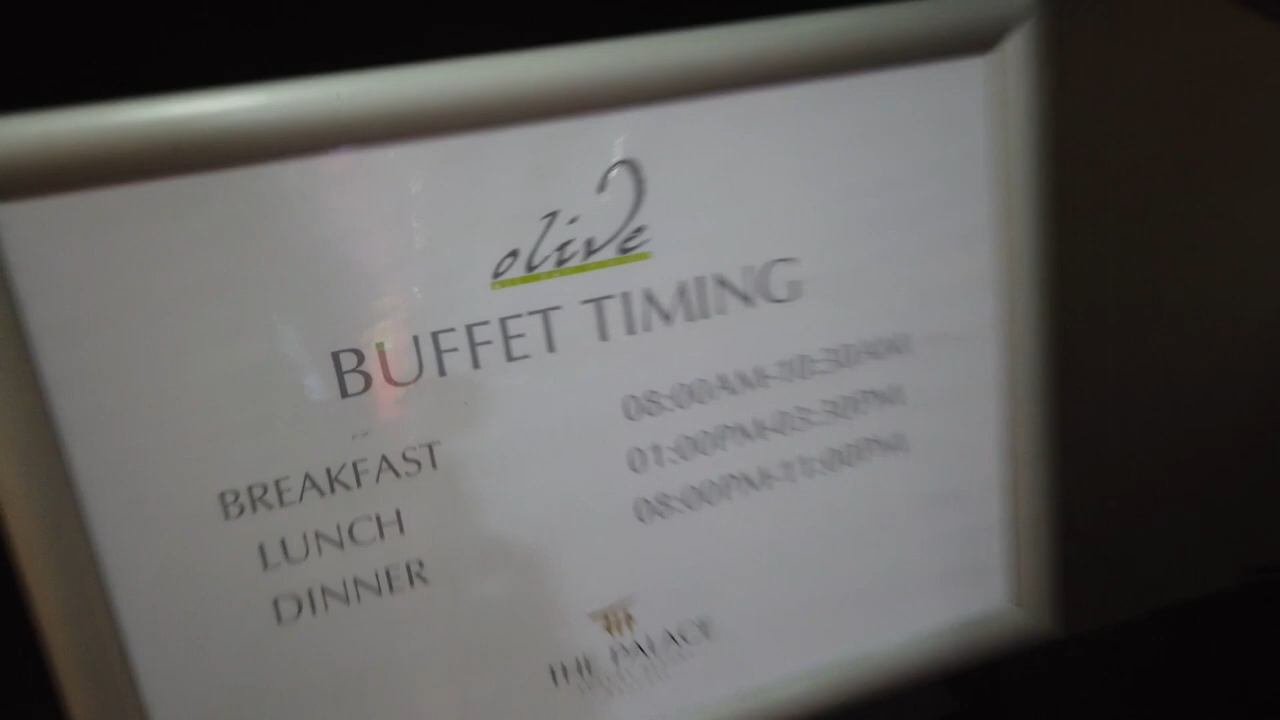 olive
BUFFET TIMING
BREAKFAST 08:00AM-10:30AM
LUNCH 01:00PM-03:30PM
DINNER 08:00PM-11:00PM
THE PALACE